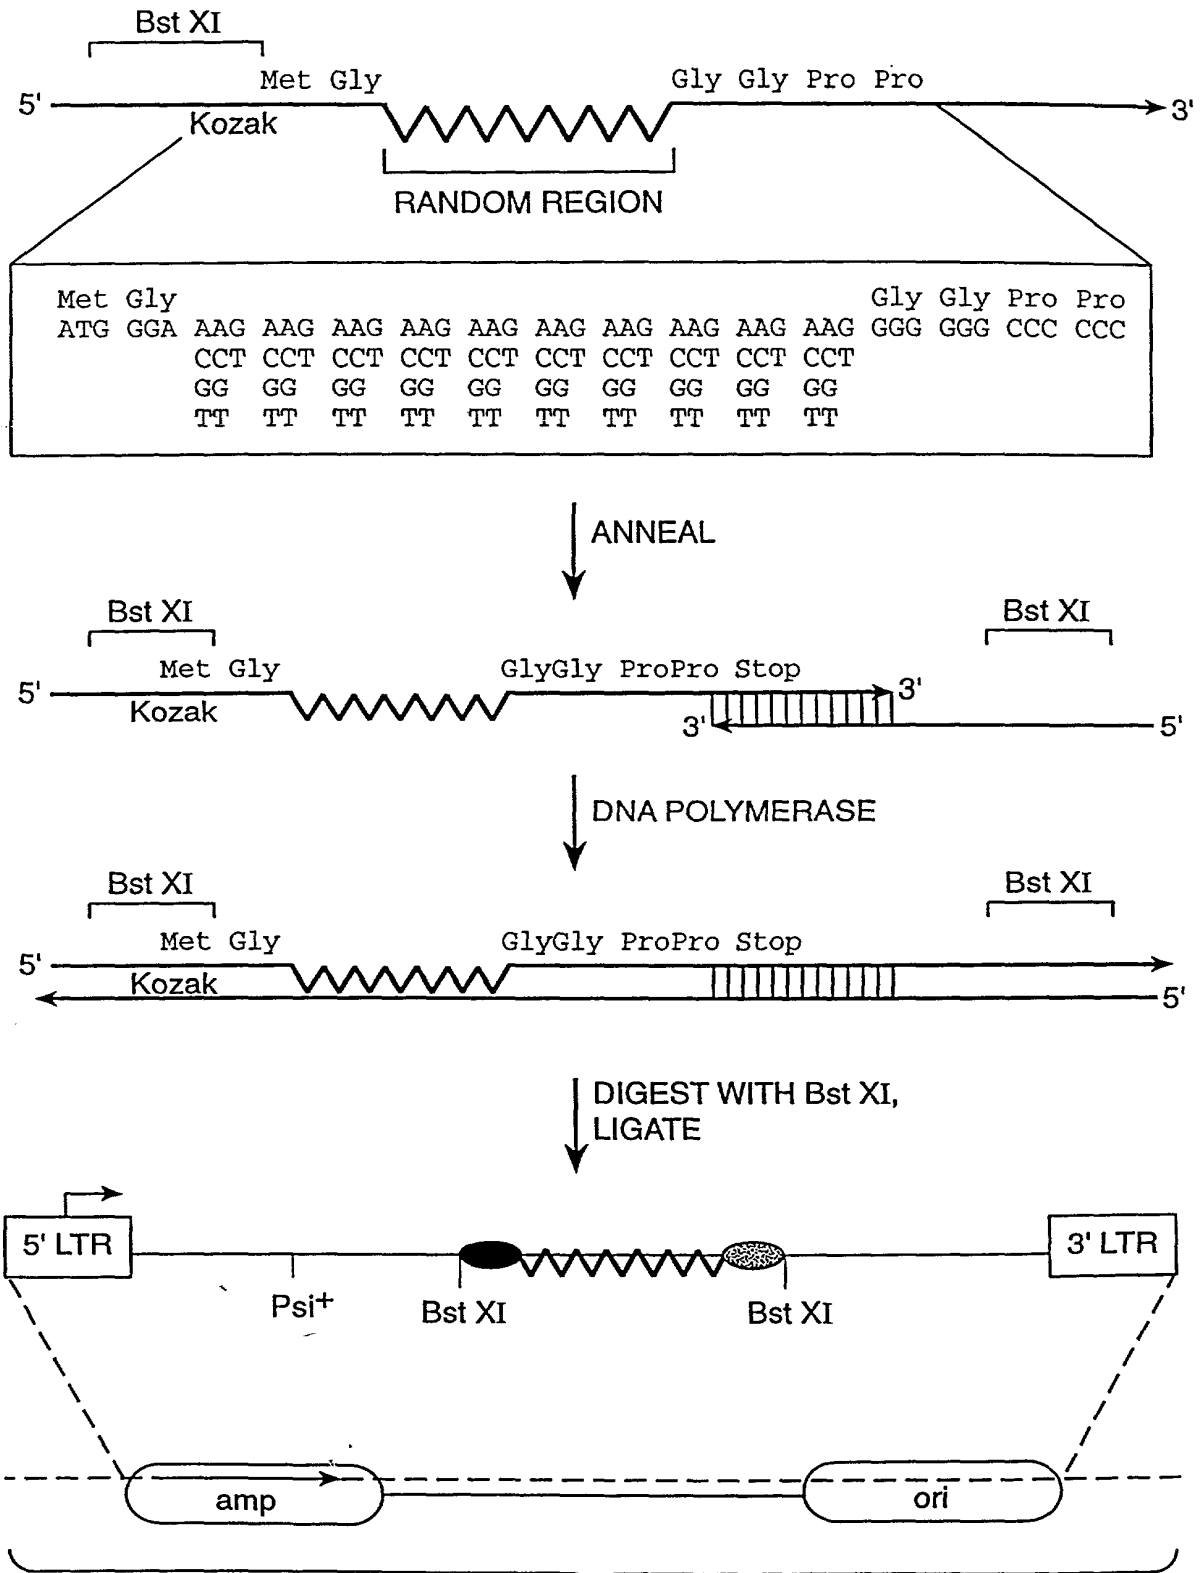 Bst XI
Met Gly Gly Gly Pro Pro
5' 3'
Kozak
RANDOM REGION
Met Gly Gly Gly Pro Pro
ATG GGA AAG AAG AAG AAG AAG AAG AAG AAG AAG AAG GGG GGG CCC CCC
CCT CCT CCT CCT CCT CCT CCT CCT CCT CCT
GG GG GG GG GG GG GG GG GG GG
TT TT TT TT TT TT TT TT TT TT
ANNEAL
Bst XI Bst XI
Met Gly GlyGly ProPro Stop
5' 3'
Kozak
3' 5'
DNA POLYMERASE
Bst XI Bst XI
Met Gly GlyGly ProPro Stop
5'
Kozak
5'
DIGEST WITH Bst XI,
LIGATE
5' LTR 3' LTR
Psi+ Bst XI Bst XI
amp ori